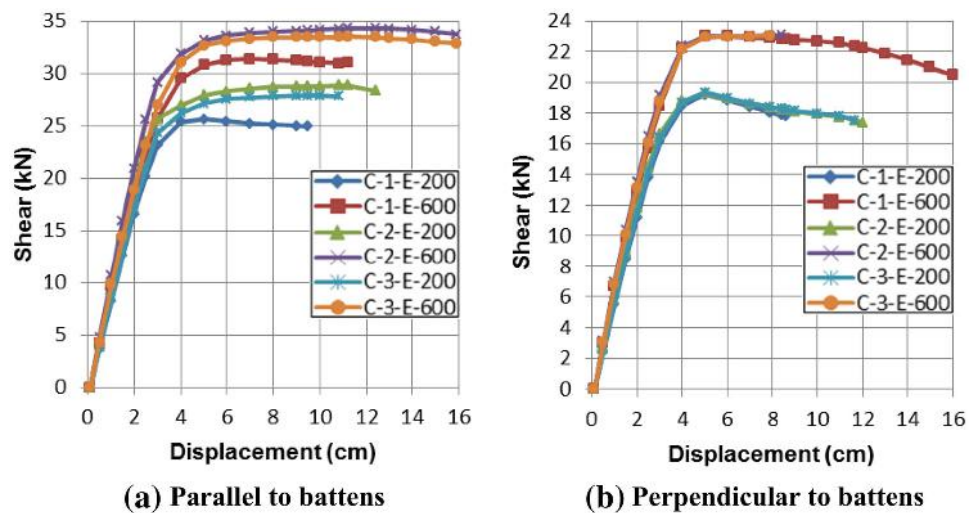 35
30
25
20
15
10
5
0
Shear (kN)
C-1-E-200
C-1-E-600
C-2-E-200
C-2-E-600
C-3-E-200
C-3-E-600
0 2 4 6 8 10 12 14 16
Displacement (cm)
(a) Parallel to battens
24
22
20
18
16
14
12
10
8
6
4
2
0
Shear (kN)
C-1-E-200
C-1-E-600
C-2-E-200
C-2-E-600
C-3-E-200
C-3-E-600
0 2 4 6 8 10 12 14 16
Displacement (cm)
(b) Perpendicular to battens